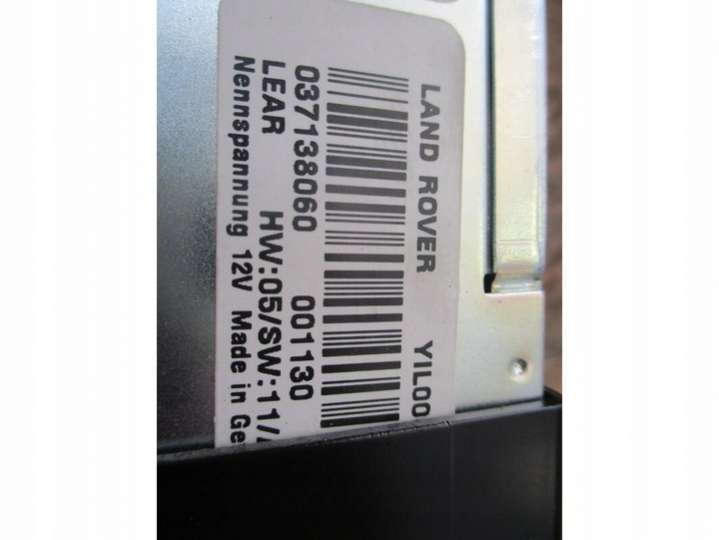 LAND ROVER YIL00
037138060 001130
LEAR HW:05/SW:11/
Nennspannung 12V Made in Ge